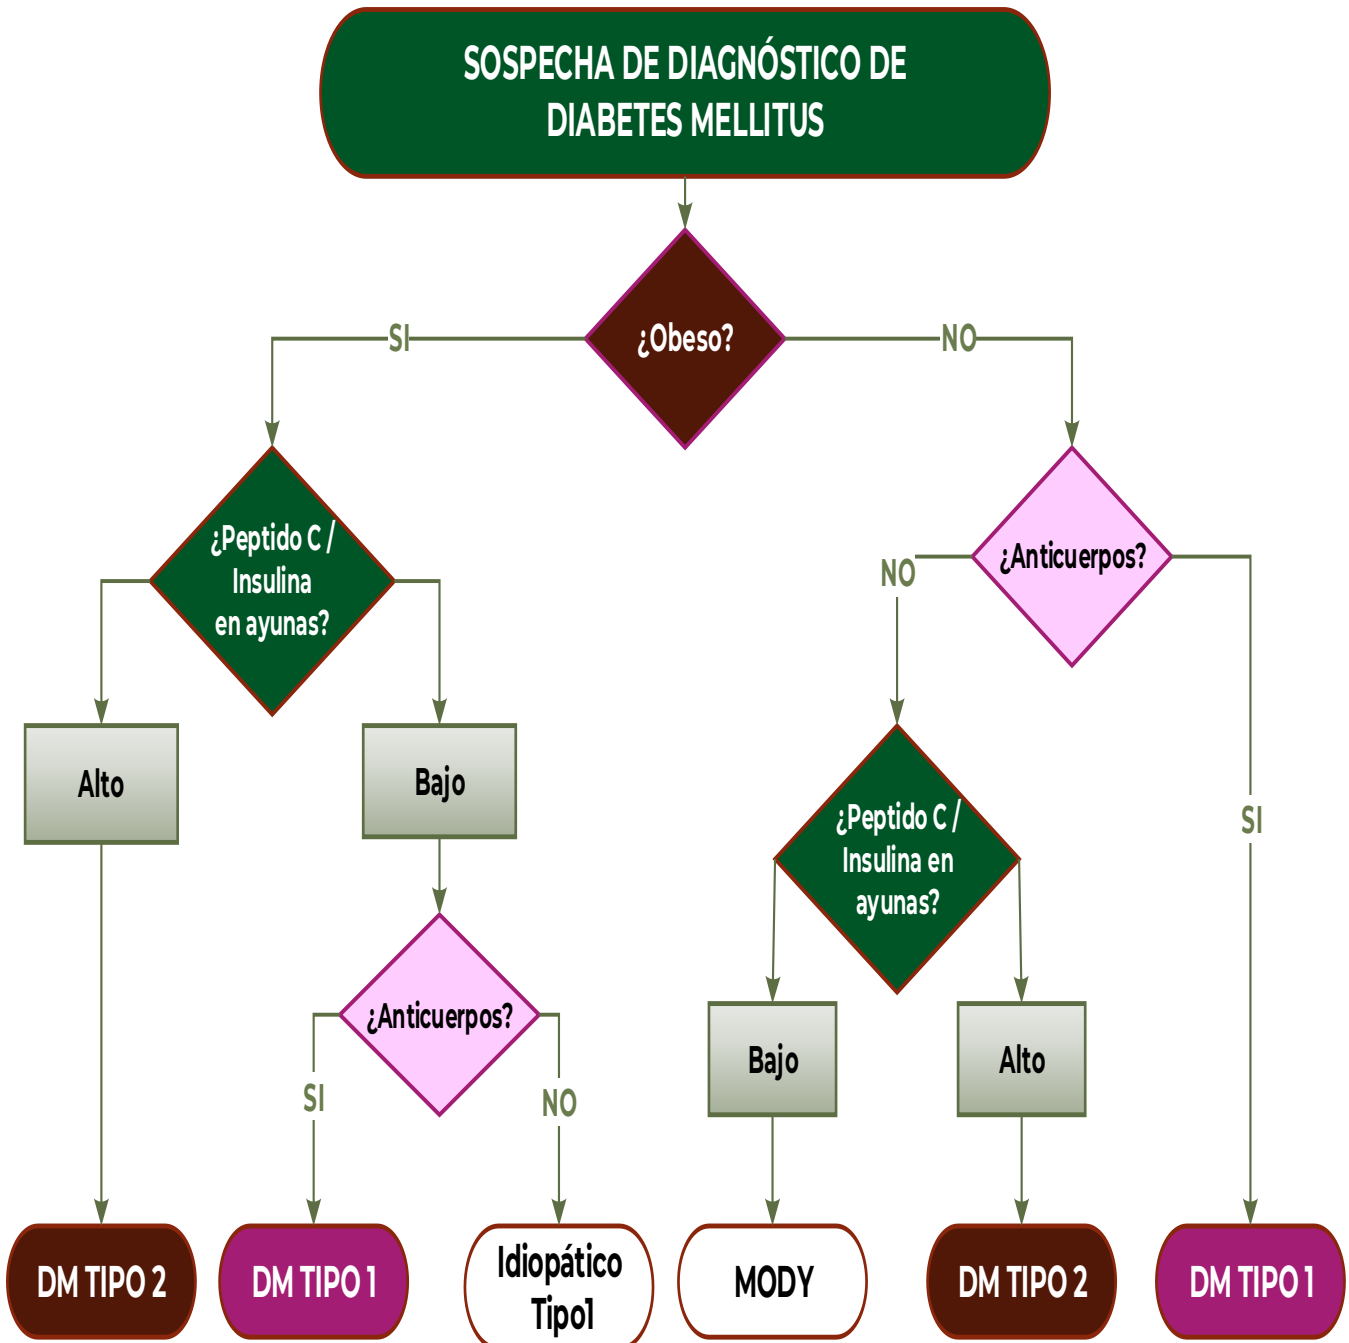 SOSPECHA DE DIAGNÓSTICO DE
DIABETES MELLITUS
¿Obeso?
SI
NO
¿Peptido C /
Insulina
en ayunas?
¿Anticuerpos?
NO
SI
Alto
Bajo
¿Peptido C /
Insulina en
ayunas?
¿Anticuerpos?
SI
NO
Bajo
Alto
DM TIPO 2
DM TIPO 1
Idiopático
Tipo1
MODY
DM TIPO 2
DM TIPO 1